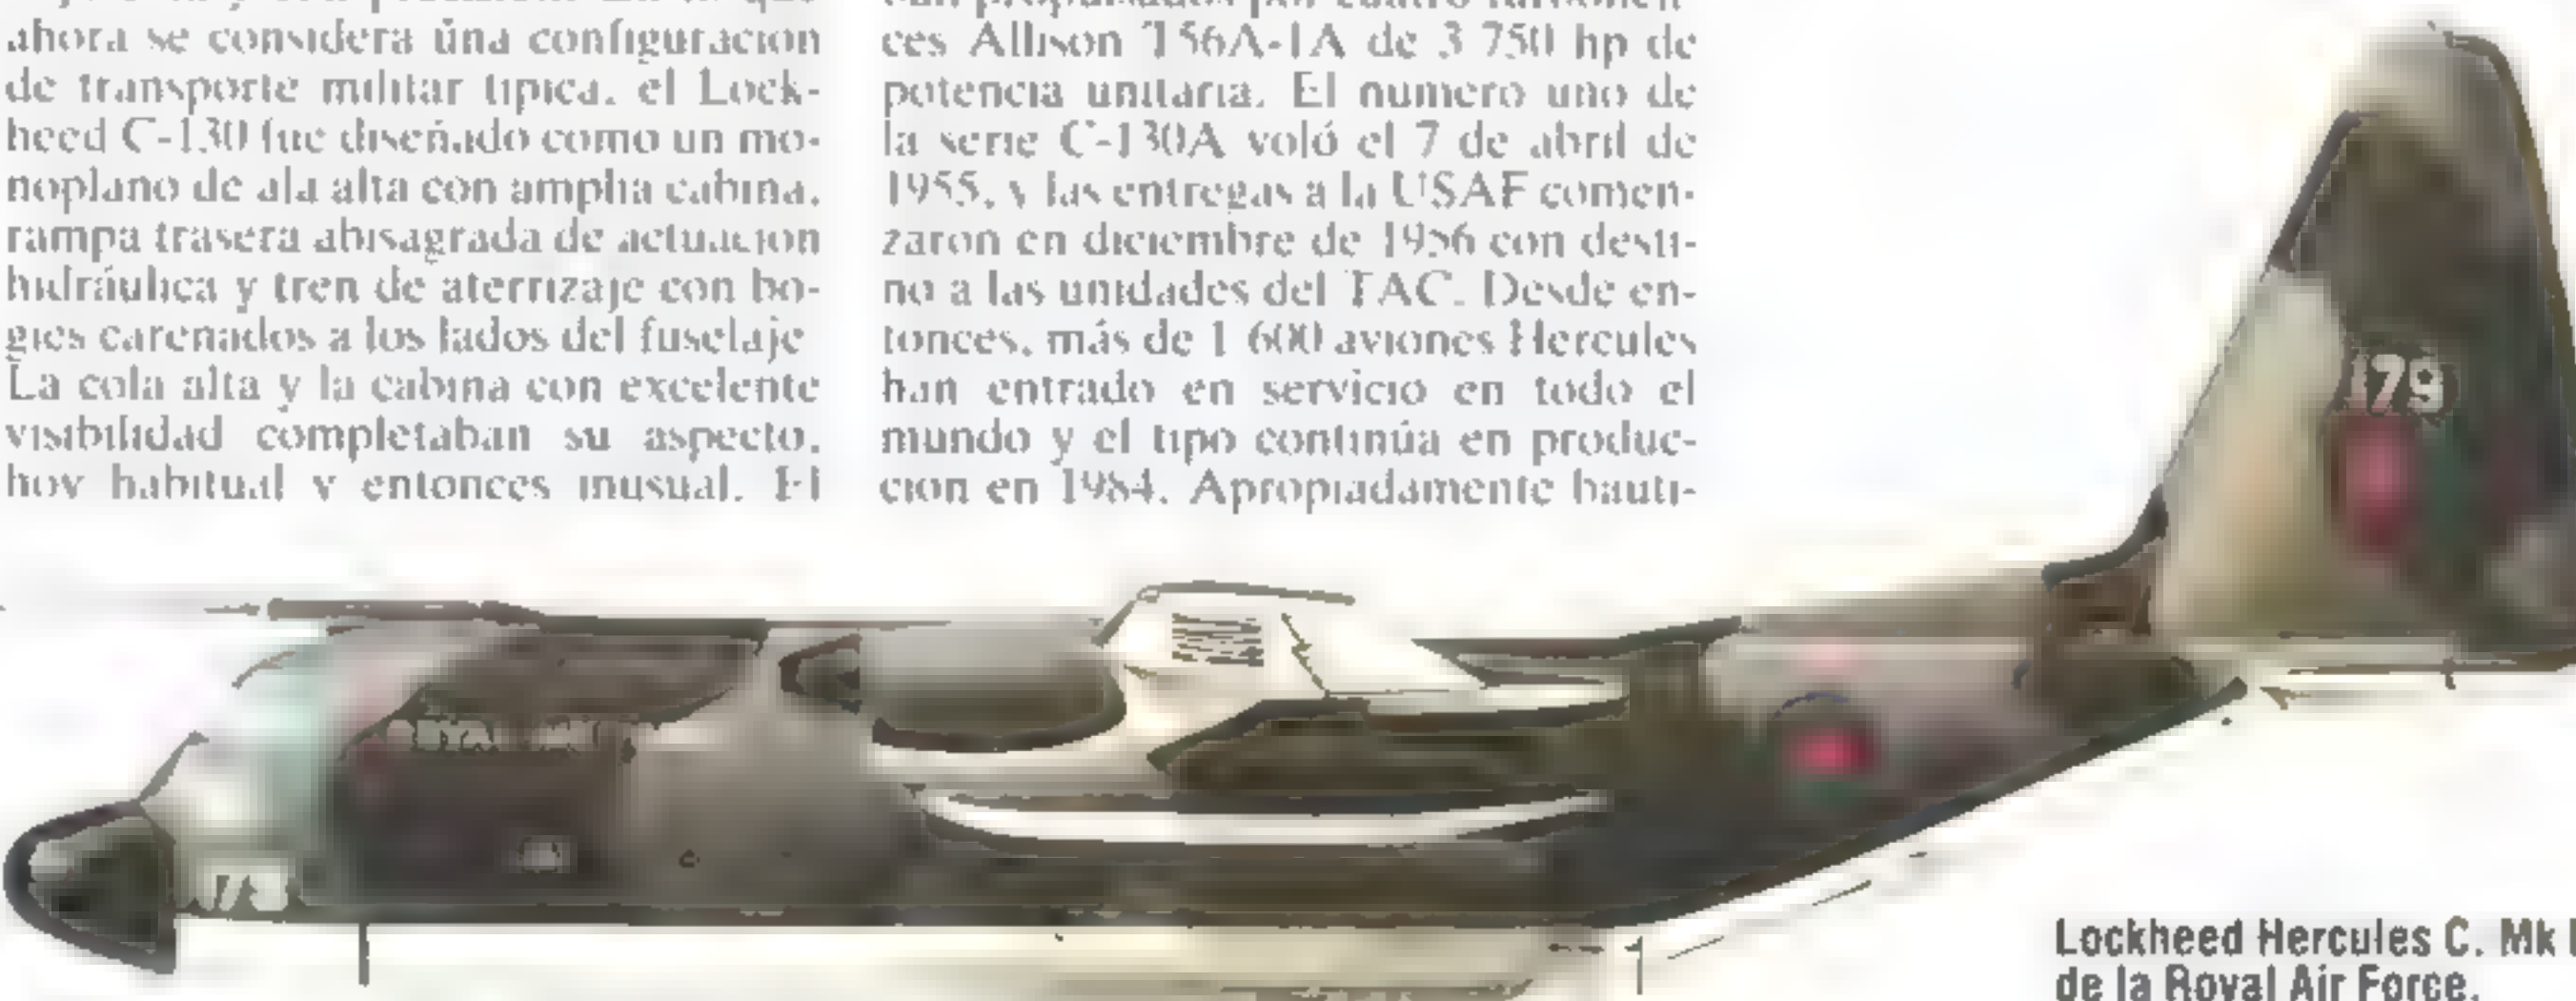 ahora se considera una configuración
de transporte militar típica, el Lock-
heed C-130 fue diseñado como un mo-
noplano de ala alta con amplia cabina,
rampa trasera abisagrada de actuación
hidráulica y tren de aterrizaje con bo-
gies carenados a los lados del fuselaje
La cola alta y la cabina con excelente
visibilidad completaban su aspecto,
hoy habitual y entonces inusual. El
ces Allison T56A-1A de 3 750 hp de
potencia unitaria. El número uno de
la serie C-130A voló el 7 de abril de
1955, y las entregas a la USAF comen-
zaron en diciembre de 1956 con desti-
no a las unidades del TAC. Desde en-
tonces, más de 1 600 aviones Hercules
han entrado en servicio en todo el
mundo y el tipo continúa en produc-
ción en 1984. Apropiadamente bauti-
179
Lockheed Hercules C. Mk
de la Royal Air Force.